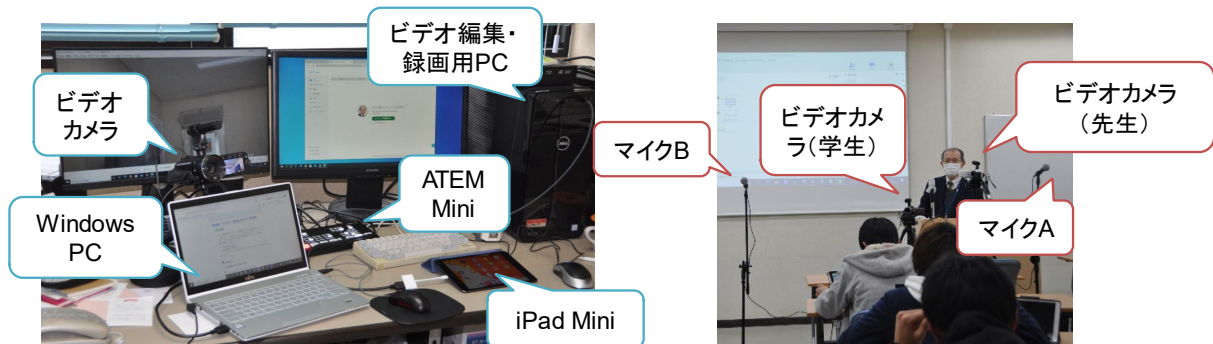 ビデオ編集・
録画用PC
ビデオ
カメラ
ATEM
Mini
Windows
PC
iPad Mini
マイクB
ビデオカメ
ラ(学生)
ビデオカメラ
(先生)
マイクA